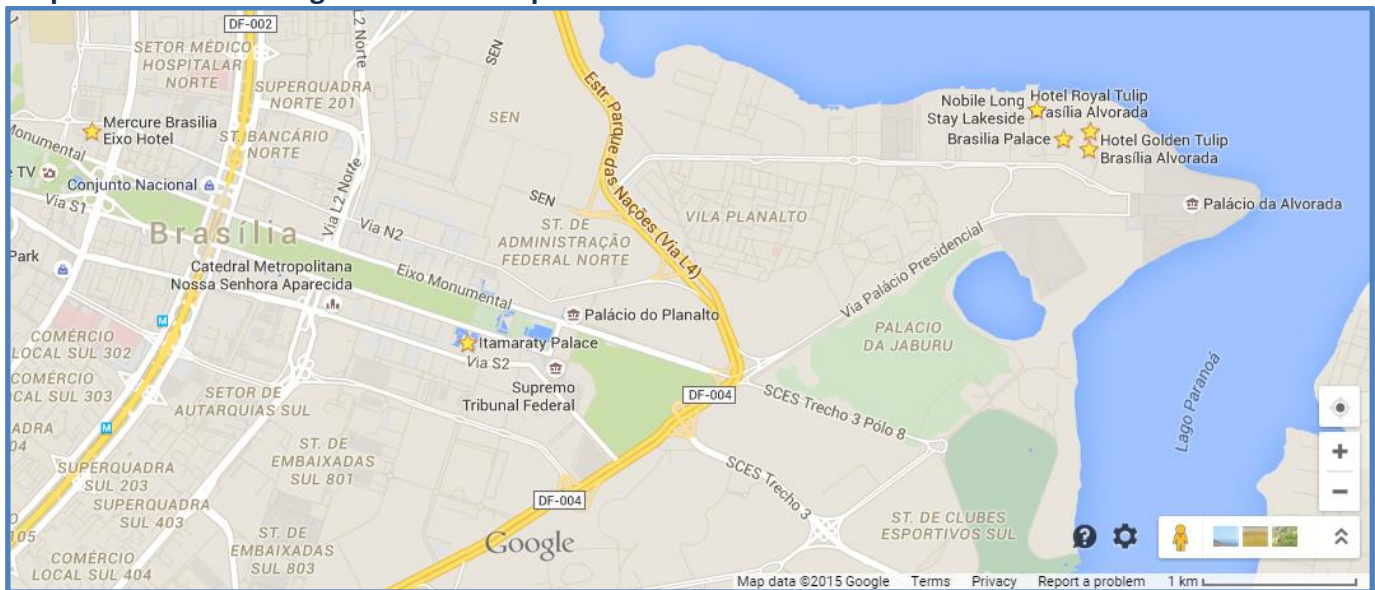 DF-002
L2 Norte
SETOR MÉDICO
HOSPITALAR
NORTE
SEN
Estr. Parque das Nações (Via L4)
SUPERQUADRA
NORTE 201
Nobile Long
Stay Lakeside
Hotel Royal Tulip
Brasília Alvorada
Mercure Brasilia
Eixo Hotel
SEN
ST. BANCÁRIO
NORTE
Brasilia Palace
Hotel Golden Tulip
Brasília Alvorada
Monumental
TV
Conjunto Nacional
Via L2 Norte
SEN
Via S1
Palácio da Alvorada
VILA PLANALTO
ST. DE
ADMINISTRAÇÃO
FEDERAL NORTE
Via N2
Brasília
Park
Catedral Metropolitana
Nossa Senhora Aparecida
Eixo Monumental
Via Palácio Presidencial
Palácio do Planalto
PALACIO
DA JABURU
COMÉRCIO
LOCAL SUL 302
Itamaraty Palace
Via S2
COMÉRCIO
CAL SUL 303
SETOR DE
AUTARQUIAS SUL
Supremo
Tribunal Federal
DF-004
SCES Trecho 3 Pólo 8
Lago Paranoá
ADRA
04
ST. DE
EMBAIXADAS
SUL 801
SUPERQUADRA
SUL 203
SUPERQUADRA
SUL 403
SCES Trecho 3
DF-004
105
ST. DE
EMBAIXADAS
SUL 803
Google
ST. DE CLUBES
ESPORTIVOS SUL
COMÉRCIO
LOCAL SUL 404
Map data ©2015 Google Terms Privacy Report a problem 1 km